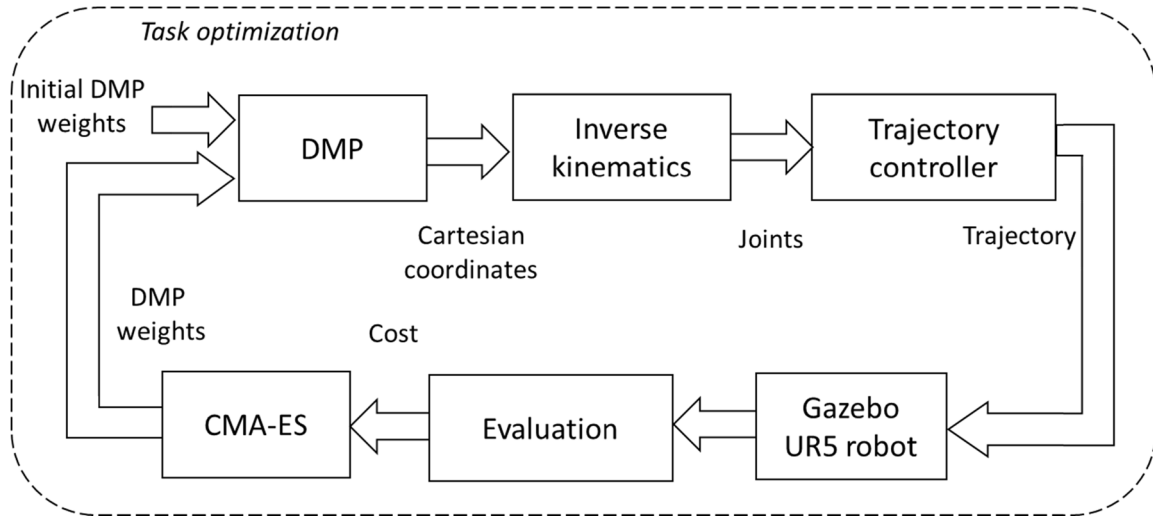 Task optimization
Initial DMP
weights
DMP
Inverse
kinematics
Trajectory
controller
Cartesian
coordinates
Joints
Trajectory
DMP
weights
Cost
CMA-ES
Evaluation
Gazebo
UR5 robot